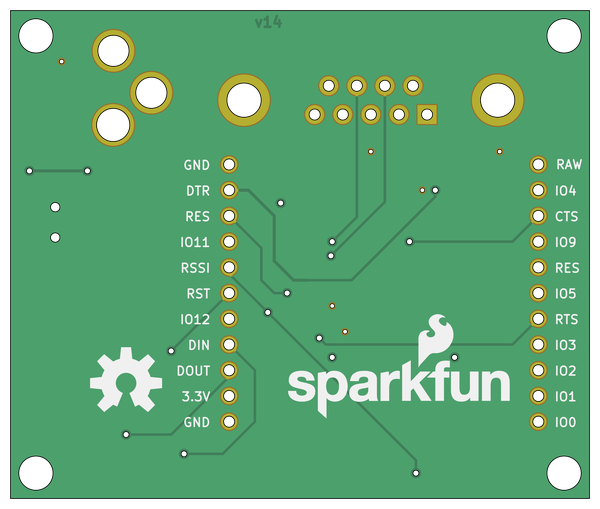 v14
GND RAW
DTR IO4
RES CTS
IO11 IO9
RSSI RES
RST IO5
IO12 RTS
DIN IO3
DOUT IO2
3.3V IO1
GND IO0
sparkfun